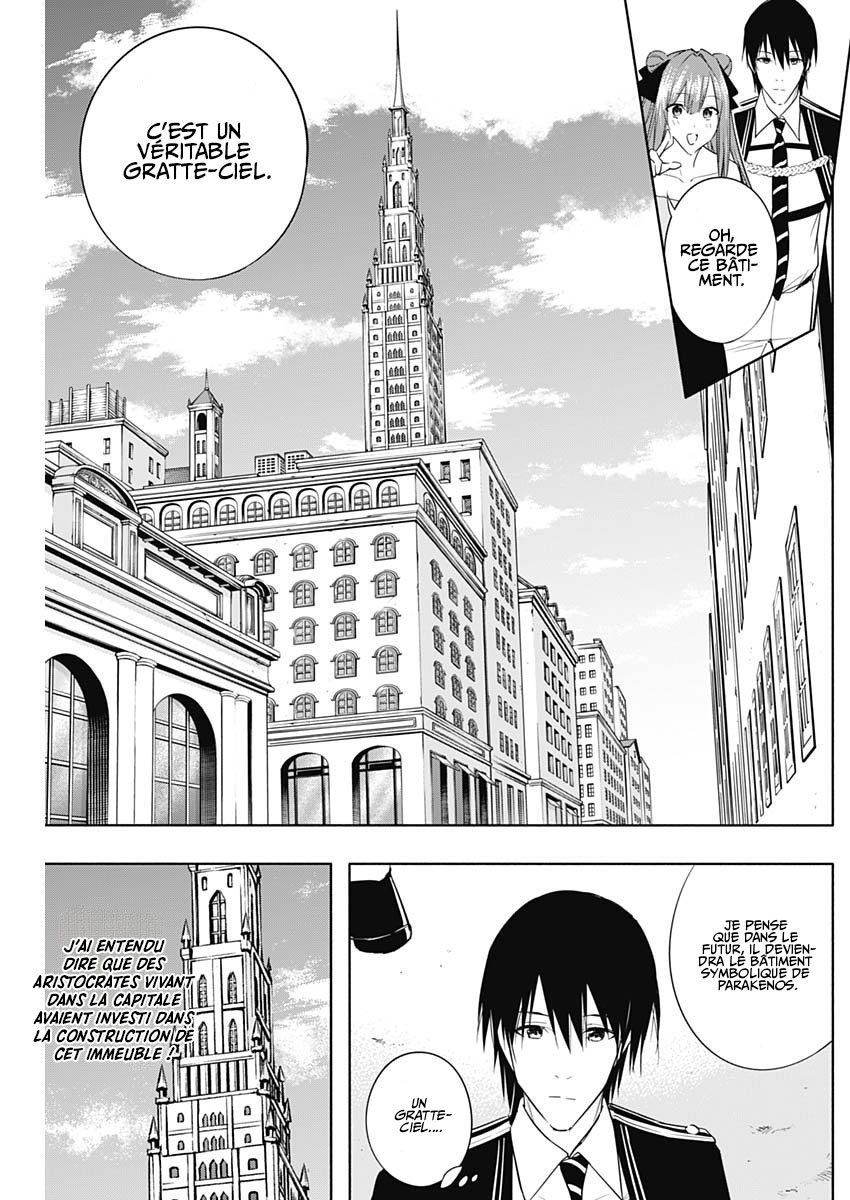 OH,
REGARDE
CE BÂTI-
MENT.
C'EST UN
VÉRITABLE
GRATTE-CIEL.
JE PENSE
QUE DANS LE
FUTUR, IL DEVIEN-
DRA LE BÂTIMENT
SYMBOLIQUE DE
PARAKENOS.
UN
GRATTE-
CIEL....
J'AI ENTENDU
DIRE QUE DES
ARISTOCRATES VIVANT
DANS LA CAPITALE
AVAIENT INVESTI DANS
LA CONSTRUCTION DE
CET IMMEUBLE !